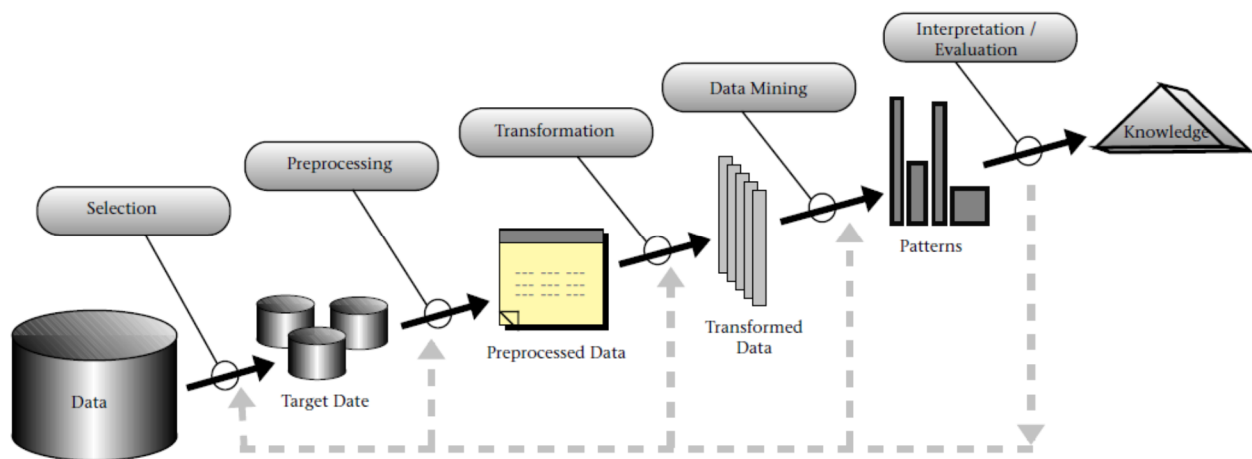 Interpretation /
Evaluation
Data Mining
Transformation
Preprocessing
Selection
Knowledge
Patterns
Transformed
Data
Preprocessed Data
Target Date
Data